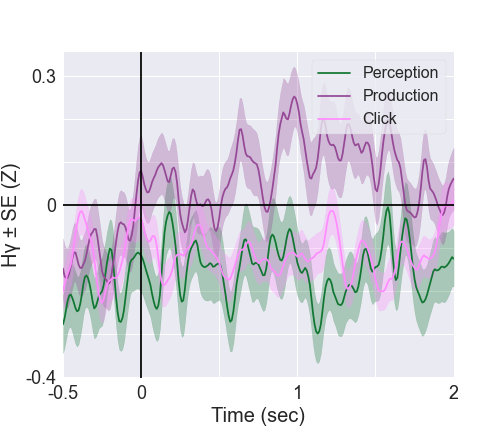 Hγ ± SE (Z)
0.3
0
-0.4
-0.5
0
1
2
Time (sec)
Perception
Production
Click